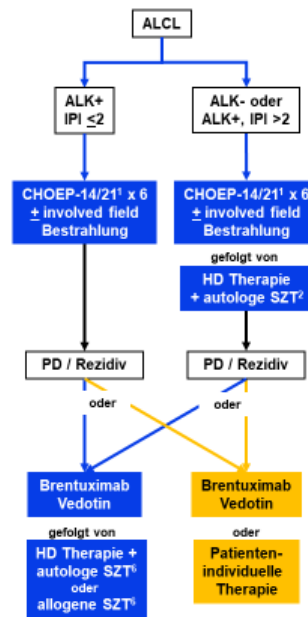 ALCL
ALK+
IPI ≤2
ALK- oder
ALK+, IPI >2
CHOEP-14/21¹ x 6
± involved field
Bestrahlung
CHOEP-14/21¹ x 6
± involved field
Bestrahlung
gefolgt von
HD Therapie
+ autologe SZT²
PD / Rezidiv
PD / Rezidiv
oder
oder
Brentuximab
Vedotin
Brentuximab
Vedotin
gefolgt von
HD Therapie +
autologe SZT⁶
oder
allogene SZT⁶
oder
Patienten-
individuelle
Therapie